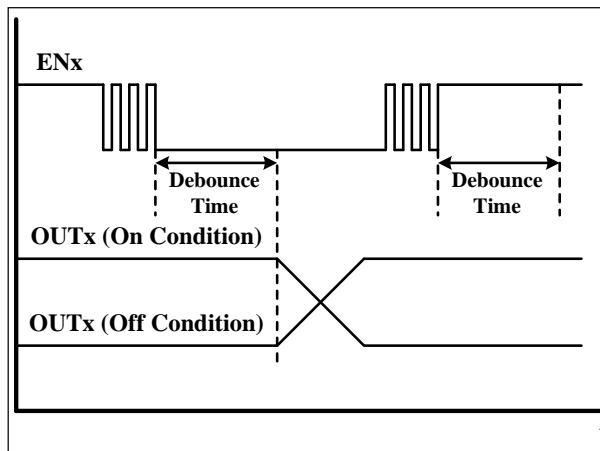 ENx
Debounce
Time
Debounce
Time
OUTx (On Condition)
OUTx (Off Condition)